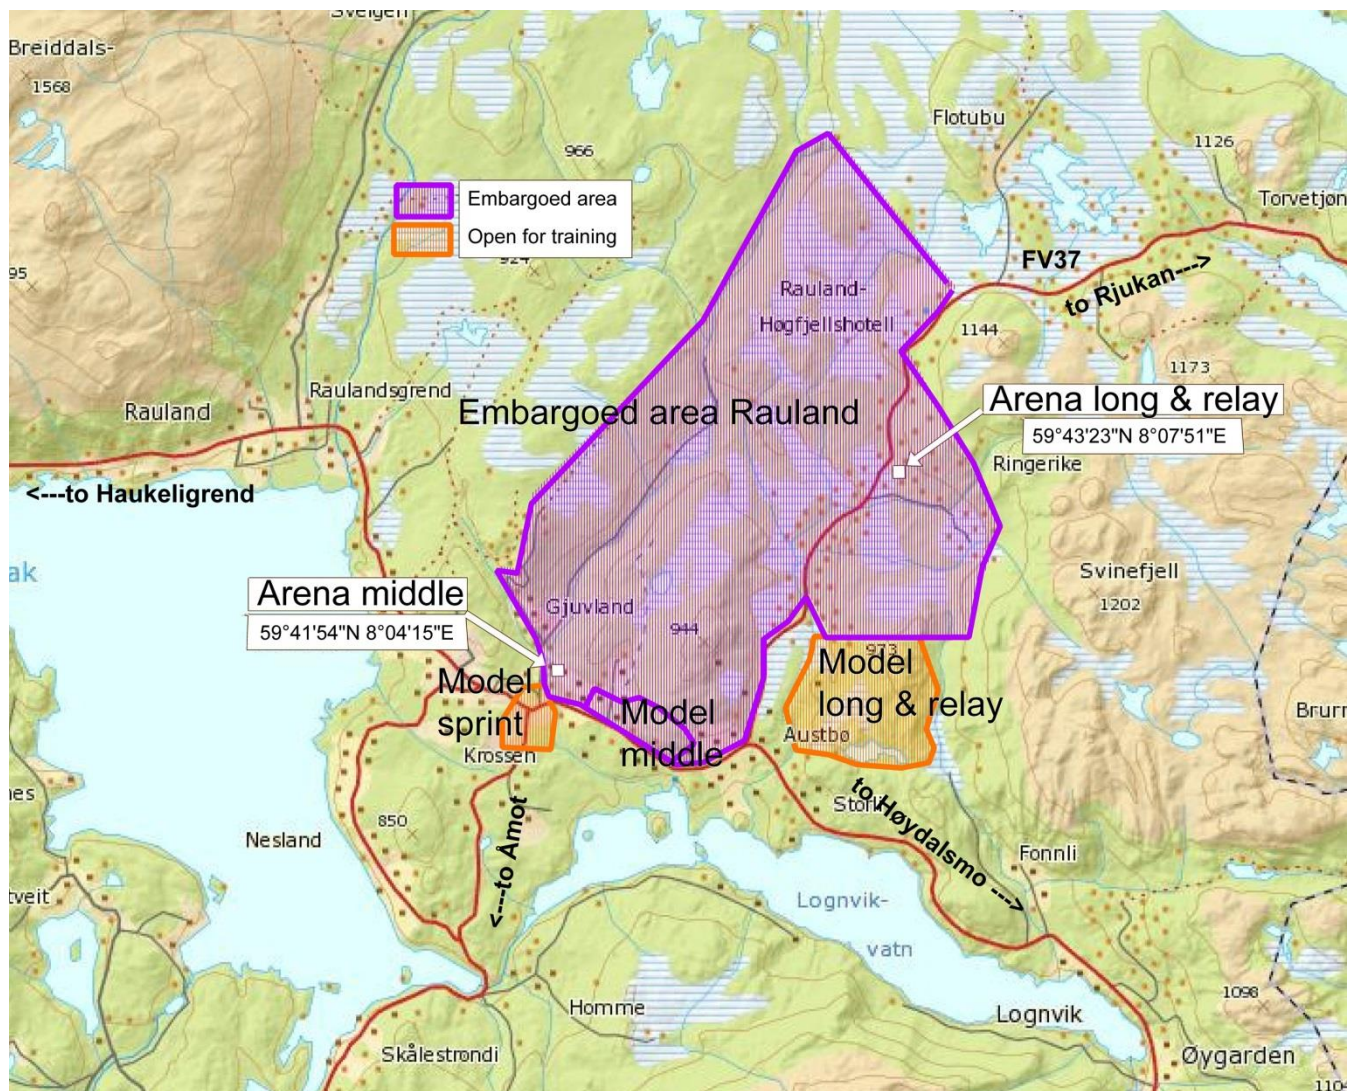 Sveigen
Breiddals-
1568
Flotubu
966
1126
Embargoed area
Torvetjøn
Open for training
924
95
FV37
to Rjukan--->
Rauland-
Høgfjellshotell
1144
1173
Raulandsgrend
Rauland
Embargoed area Rauland
Arena long & relay
59°43'23"N 8°07'51"E
Ringerike
<---to Haukeligrend
ak
Svinefjell
Arena middle
1202
59°41'54"N 8°04'15"E
Gjuvland
944
973
Model
long & relay
Model
sprint
Model
middle
Austbø
Brurn
Krossen
nes
to Høydalsmo --->
Storli
850
<---to Åmot
Nesland
Fonnli
tveit
Lognvik-
vatn
1098
Homme
Lognvik
Skålestrondi
Øygarden
110